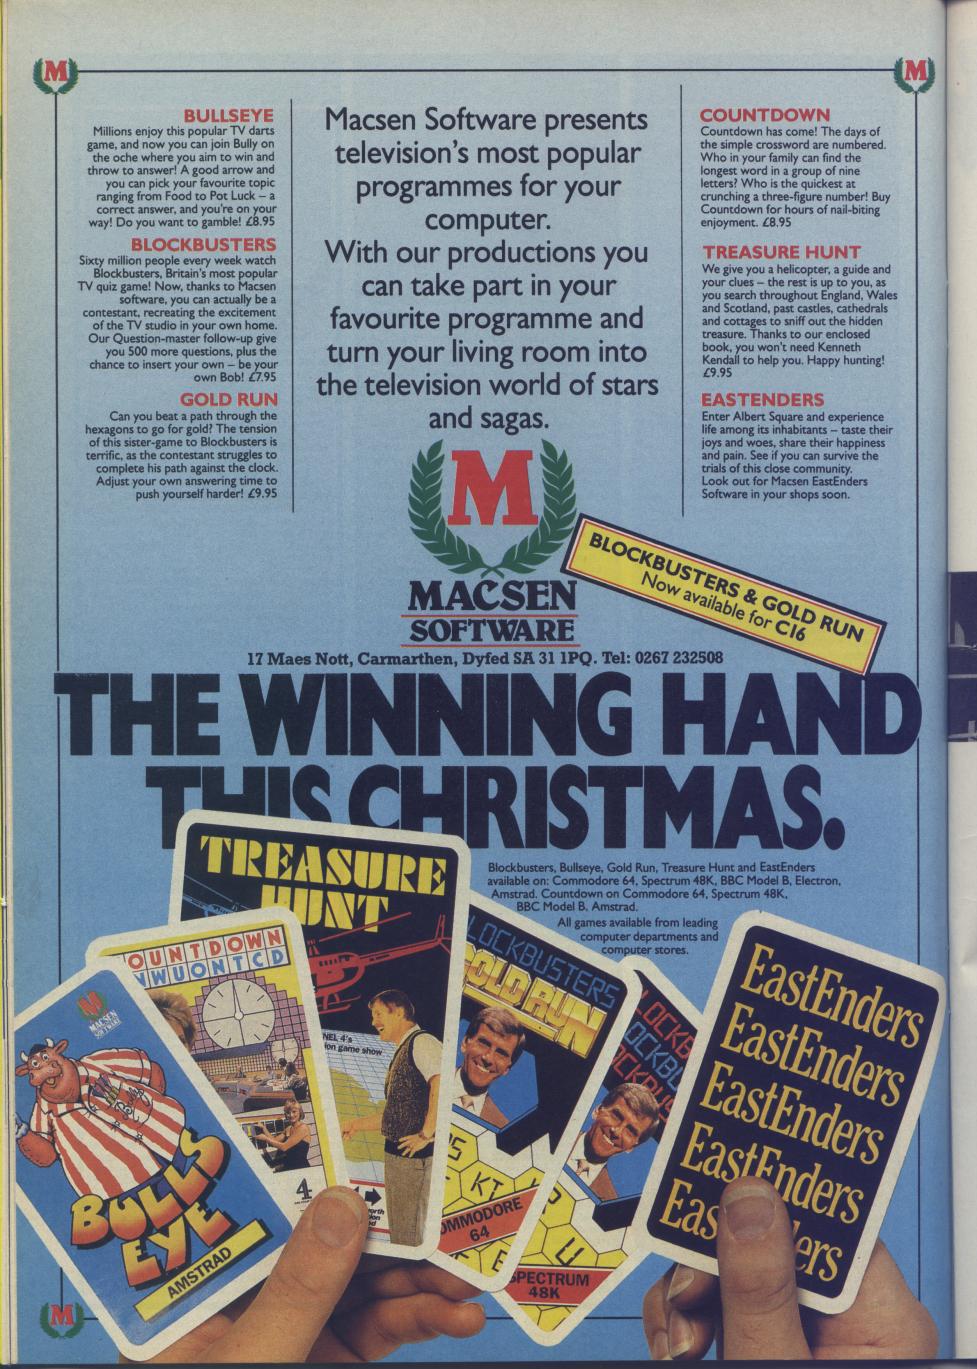 M
M
BULLSEYE
Millions enjoy this popular TV darts
game, and now you can join Bully on
the oche where you aim to win and
throw to answer! A good arrow and
you can pick your favourite topic
ranging from Food to Pot Luck – a
correct answer, and you're on your
way! Do you want to gamble! £8.95
BLOCKBUSTERS
Sixty million people every week watch
Blockbusters, Britain's most popular
TV quiz game! Now, thanks to Macsen
software, you can actually be a
contestant, recreating the excitement
of the TV studio in your own home.
Our Question-master follow-up give
you 500 more questions, plus the
chance to insert your own – be your
own Bob! £7.95
GOLD RUN
Can you beat a path through the
hexagons to go for gold? The tension
of this sister-game to Blockbusters is
terrific, as the contestant struggles to
complete his path against the clock.
Adjust your own answering time to
push yourself harder! £9.95
Macsen Software presents
television's most popular
programmes for your
computer.
With our productions you
can take part in your
favourite programme and
turn your living room into
the television world of stars
and sagas.
COUNTDOWN
Countdown has come! The days of
the simple crossword are numbered.
Who in your family can find the
longest word in a group of nine
letters? Who is the quickest at
crunching a three-figure number! Buy
Countdown for hours of nail-biting
enjoyment. £8.95
TREASURE HUNT
We give you a helicopter, a guide and
your clues – the rest is up to you, as
you search throughout England, Wales
and Scotland, past castles, cathedrals
and cottages to sniff out the hidden
treasure. Thanks to our enclosed
book, you won't need Kenneth
Kendall to help you. Happy hunting!
£9.95
EASTENDERS
Enter Albert Square and experience
life among its inhabitants – taste their
joys and woes, share their happiness
and pain. See if you can survive the
trials of this close community.
Look out for Macsen EastEnders
Software in your shops soon.
M
MACSEN
SOFTWARE
BLOCKBUSTERS & GOLD RUN
Now available for C16
17 Maes Nott, Carmarthen, Dyfed SA 31 1PQ. Tel: 0267 232508
THE WINNING HAND
THIS CHRISTMAS.
Blockbusters, Bullseye, Gold Run, Treasure Hunt and EastEnders
available on: Commodore 64, Spectrum 48K, BBC Model B, Electron,
Amstrad. Countdown on Commodore 64, Spectrum 48K,
BBC Model B, Amstrad.
All games available from leading
computer departments and
computer stores.
MACSEN
SOFTWARE
BULLS
EYE
AMSTRAD
OUNTDOWN
NWUONTCD
4
TREASURE
HUNT
NEL 4's
ion game show
LOCKBUSTERS
GOLD RUN
KT
OMMODORE
64
E
LOCKB
LOCKBU
OCKBUS
U
SPECTRUM
48K
EastEnders
EastEnders
EastEnders
EastEnders
Eas ers
M